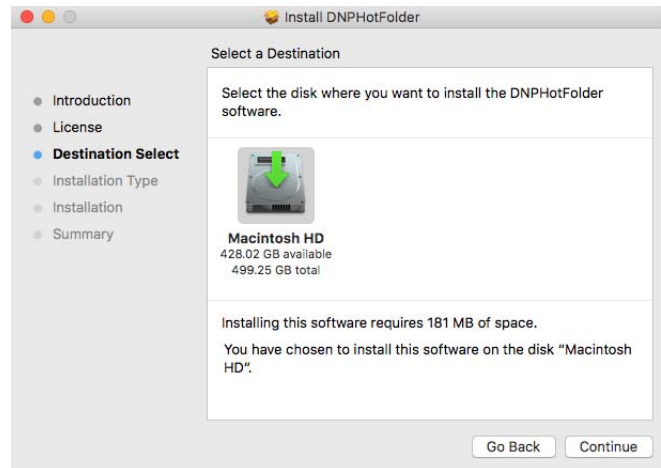 Install DNPHotFolder
Select a Destination
Introduction
License
Destination Select
Installation Type
Installation
Summary
Select the disk where you want to install the DNPHotFolder
software.
Macintosh HD
428.02 GB available
499.25 GB total
Installing this software requires 181 MB of space.
You have chosen to install this software on the disk “Macintosh
HD”.
Go Back
Continue